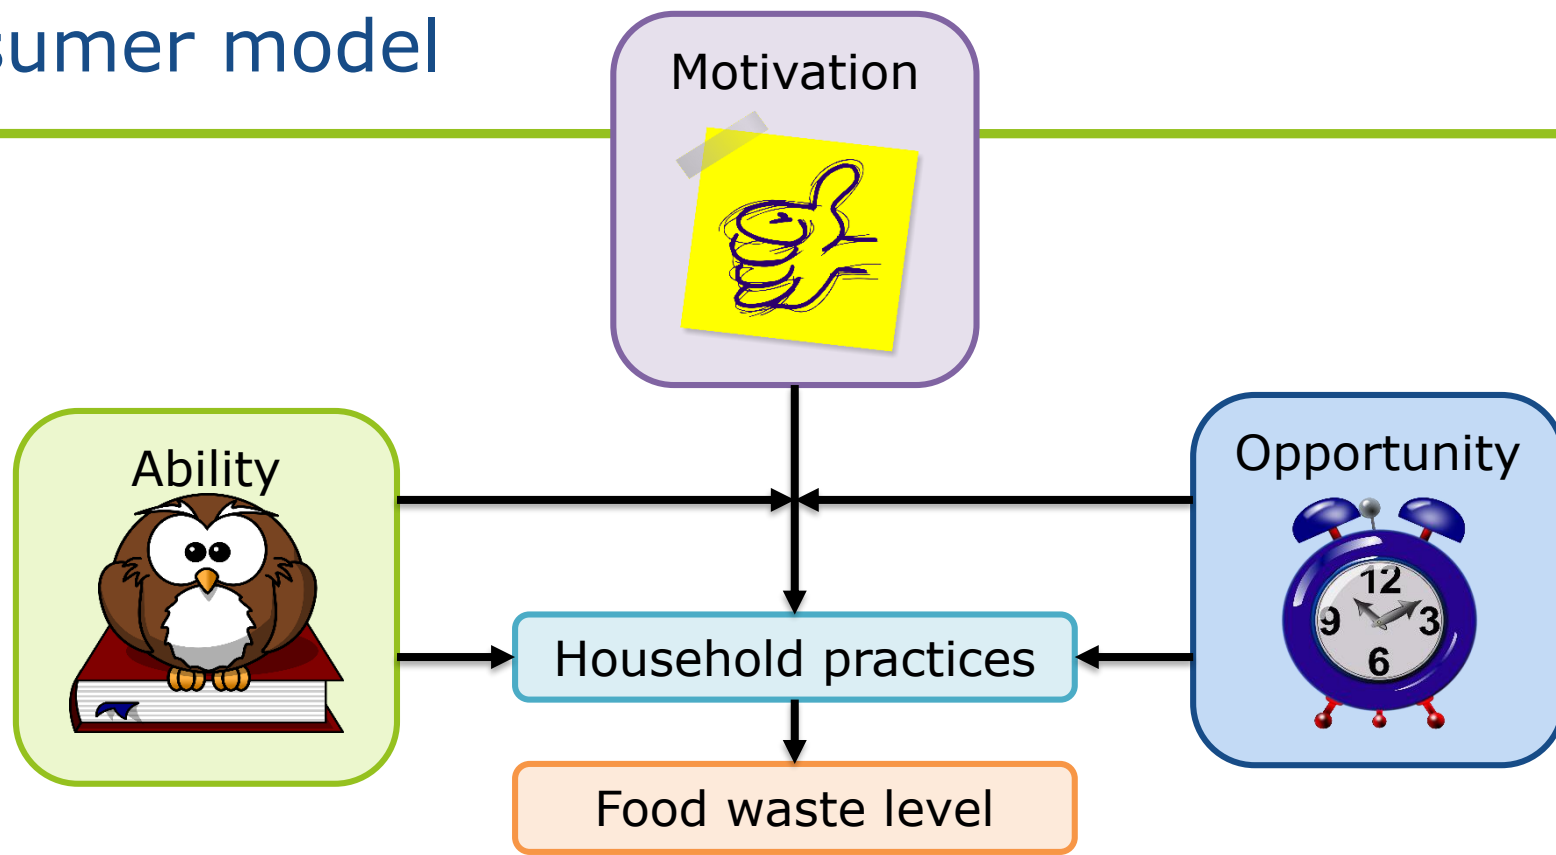 sumer model
Motivation
Ability
Opportunity
12
9
3
6
Household practices
Food waste level